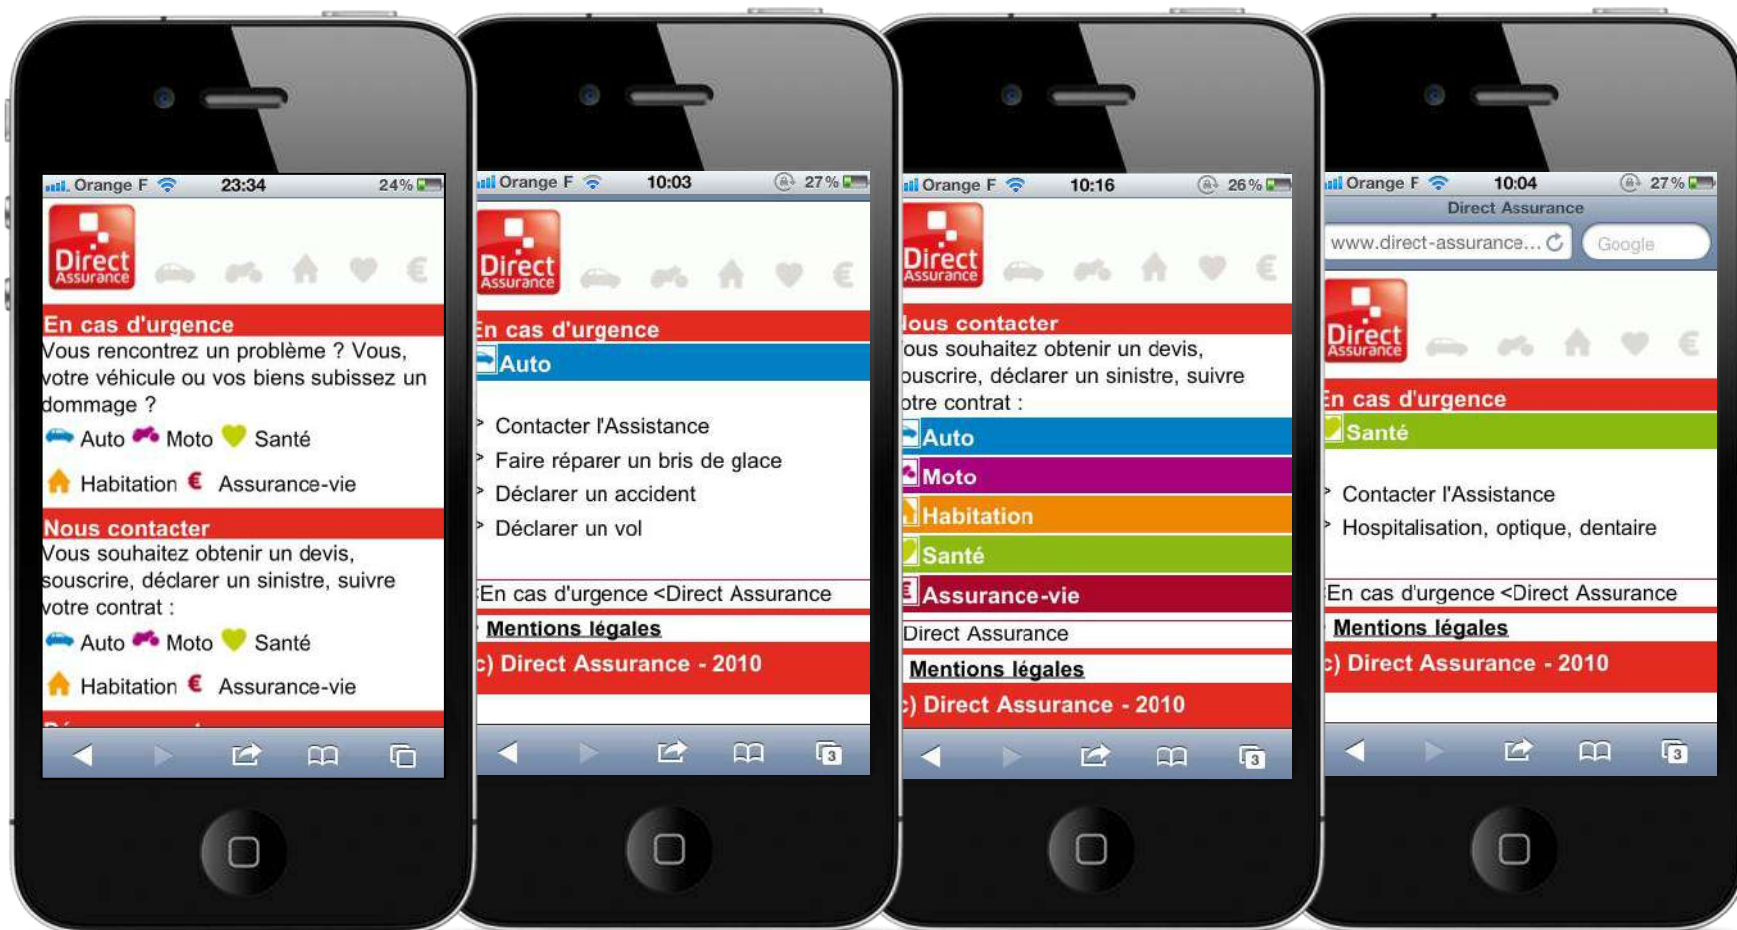 Orange F 23:34 24%
Direct
ASSURANCE
€
En cas d'urgence
Vous rencontrez un problème ? Vous,
votre véhicule ou vos biens subissez un
dommage ?
Auto Moto Santé
Habitation € Assurance-vie
Nous contacter
Vous souhaitez obtenir un devis,
souscrire, déclarer un sinistre, suivre
votre contrat :
Auto Moto Santé
Habitation € Assurance-vie
Orange F 10:03 27%
Direct
ASSURANCE
€
En cas d'urgence
Auto
> Contacter l'Assistance
> Faire réparer un bris de glace
> Déclarer un accident
> Déclarer un vol
<En cas d'urgence <Direct Assurance
Mentions légales
c) Direct Assurance - 2010
3
Orange F 10:16 26%
Direct
ASSURANCE
€
Nous contacter
ous souhaitez obtenir un devis,
ouscrire, déclarer un sinistre, suivre
otre contrat :
Auto
Moto
Habitation
Santé
€ Assurance-vie
Direct Assurance
Mentions légales
c) Direct Assurance - 2010
3
Orange F 10:04 27%
Direct Assurance
www.direct-assurance... Google
Direct
ASSURANCE
€
En cas d'urgence
Santé
> Contacter l'Assistance
> Hospitalisation, optique, dentaire
En cas d'urgence <Direct Assurance
Mentions légales
c) Direct Assurance - 2010
3